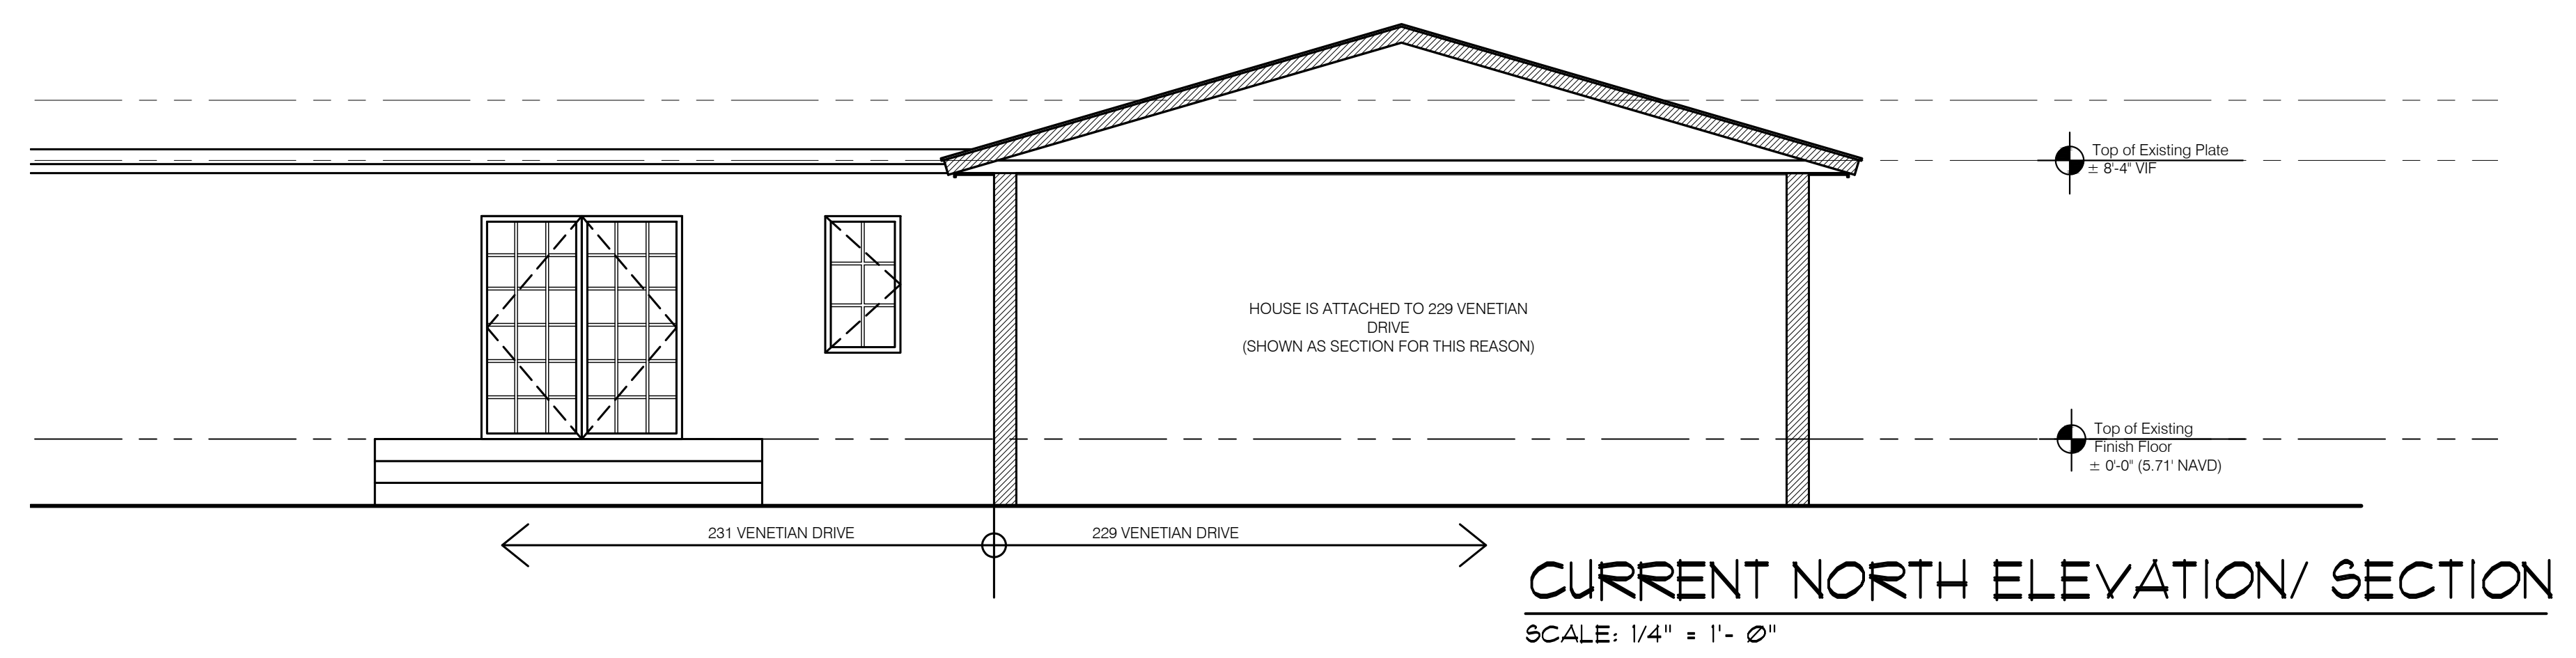 Top of Existing Plate
± 8'-4" VIF
HOUSE IS ATTACHED TO 229 VENETIAN
DRIVE
(SHOWN AS SECTION FOR THIS REASON)
Top of Existing
Finish Floor
± 0'-0" (5.71' NAVD)
231 VENETIAN DRIVE
229 VENETIAN DRIVE
CURRENT NORTH ELEVATION/ SECTION
SCALE: 1/4" = 1'- 0"